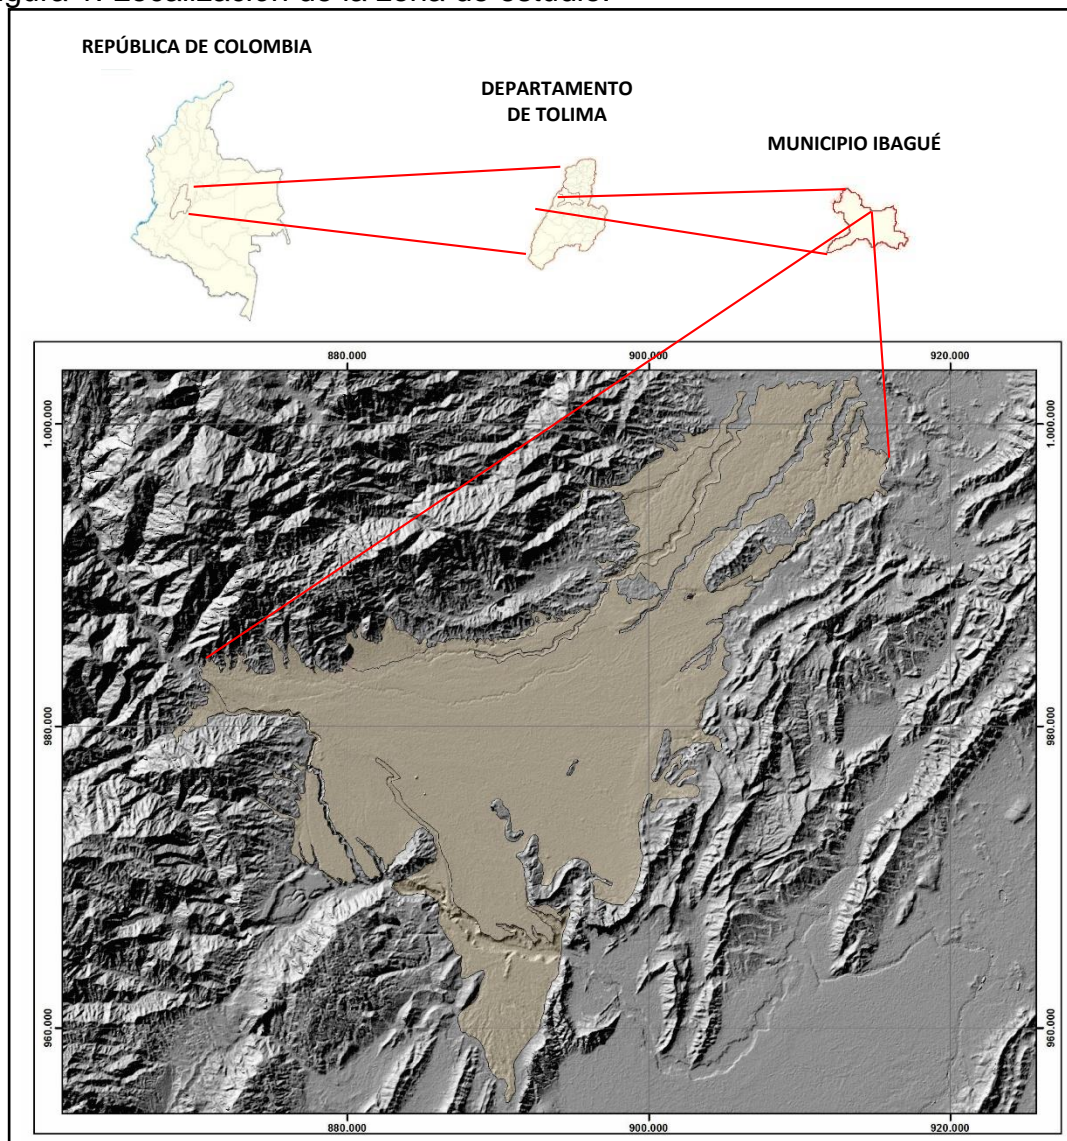 Figura 1. Localización de la zona de estudio.
REPÚBLICA DE COLOMBIA
DEPARTAMENTO
DE TOLIMA
MUNICIPIO IBAGUÉ
880.000
900.000
920.000
1.000.000
1.000.000
980.000
980.000
960.000
960.000
880.000
900.000
920.000